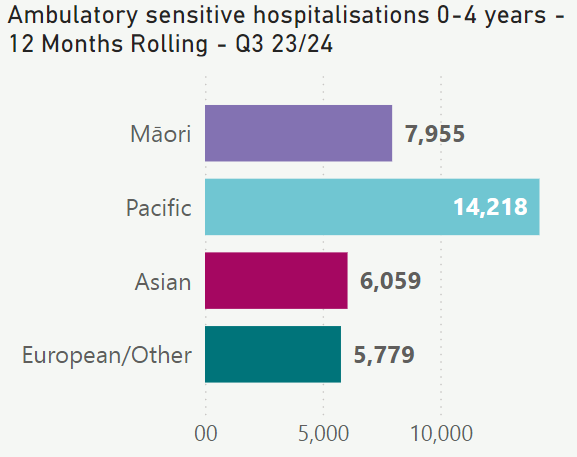 Ambulatory sensitive hospitalisations 0-4 years -
12 Months Rolling - Q3 23/24
Māori 7,955
Pacific 14,218
Asian 6,059
European/Other 5,779
00 5,000 10,000